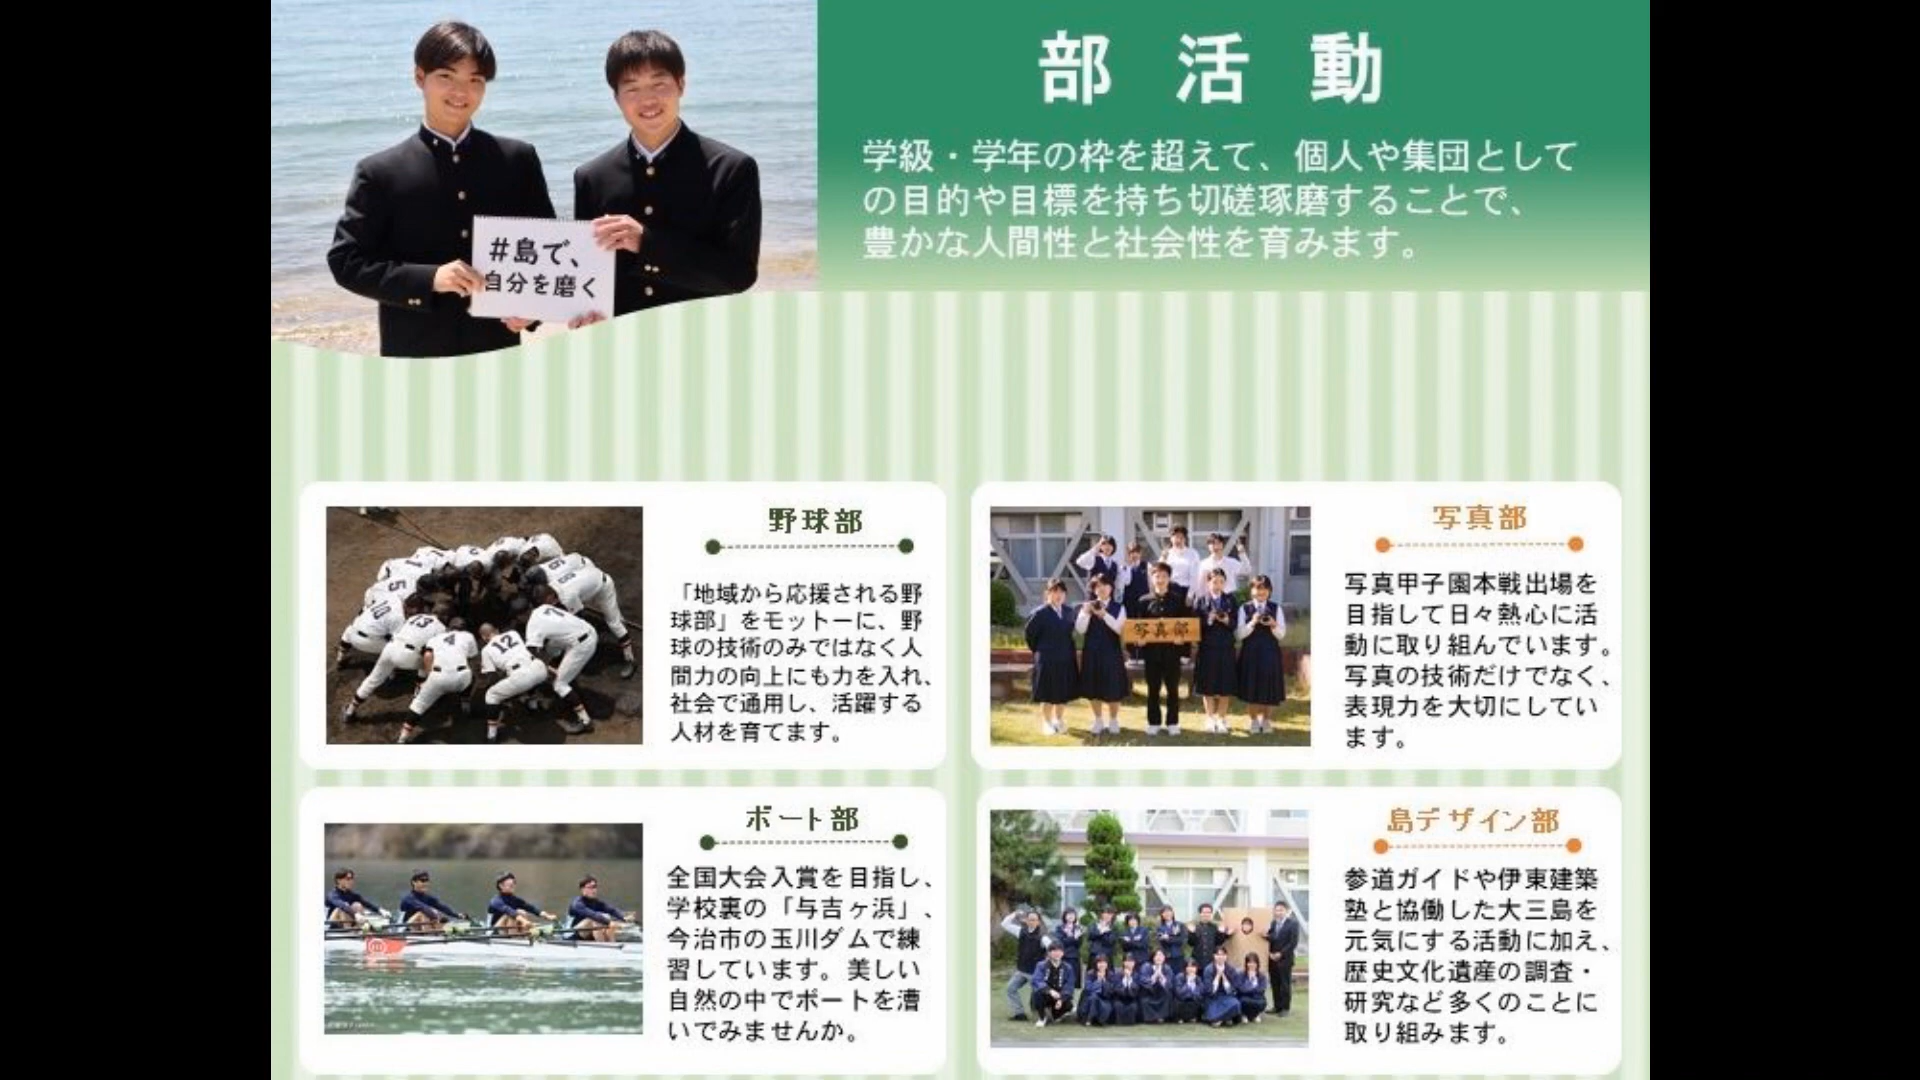 部活動
学級・学年の枠を超えて、個人や集団として
の目的や目標を持ち切磋琢磨することで、
豊かな人間性と社会性を育みます。
#島で、
自分を磨く
野球部
「地域から応援される野
球部」をモットーに、野
球の技術のみではなく人
間力の向上にも力を入れ、
社会で通用し、活躍する
人材を育てます。
5
10
13
4
12
7
6
8
1
写真部
写真甲子園本戦出場を
目指して日々熱心に活
動に取り組んでいます。
写真の技術だけでなく、
表現力を大切にしてい
ます。
写真部
ボート部
全国大会入賞を目指し、
学校裏の「与吉ヶ浜」、
今治市の玉川ダムで練
習しています。美しい
自然の中でボートを漕
いでみませんか。
島デザイン部
参道ガイドや伊東建築
塾と協働した大三島を
元気にする活動に加え、
歴史文化遺産の調査・
研究など多くのことに
取り組みます。